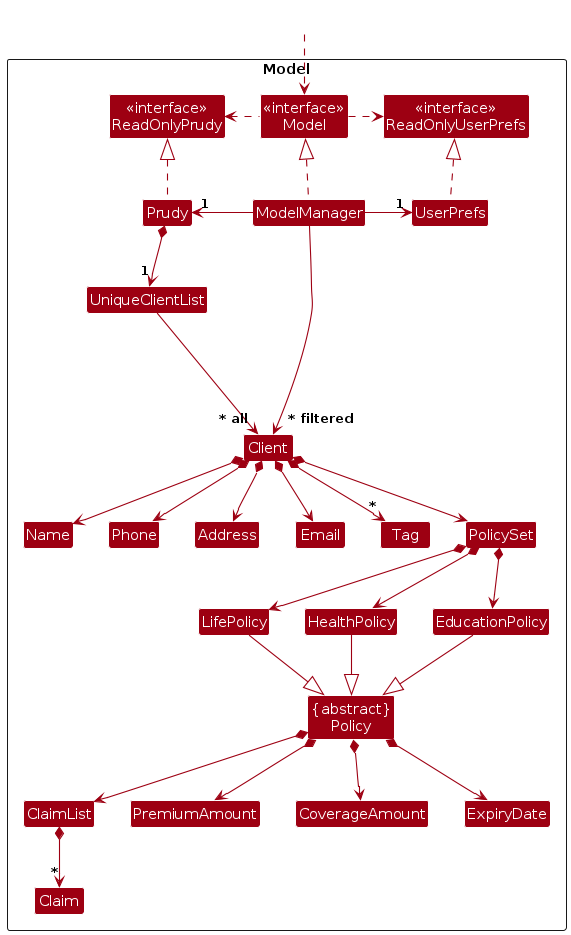 Model
«interface»
ReadOnlyPrudy
«interface»
Model
«interface»
ReadOnlyUserPrefs
Prudy
1
ModelManager
1
UserPrefs
1
UniqueClientList
* all
* filtered
Client
*
Name
Phone
Address
Email
Tag
PolicySet
LifePolicy
HealthPolicy
EducationPolicy
{abstract}
Policy
ClaimList
PremiumAmount
CoverageAmount
ExpiryDate
*
Claim